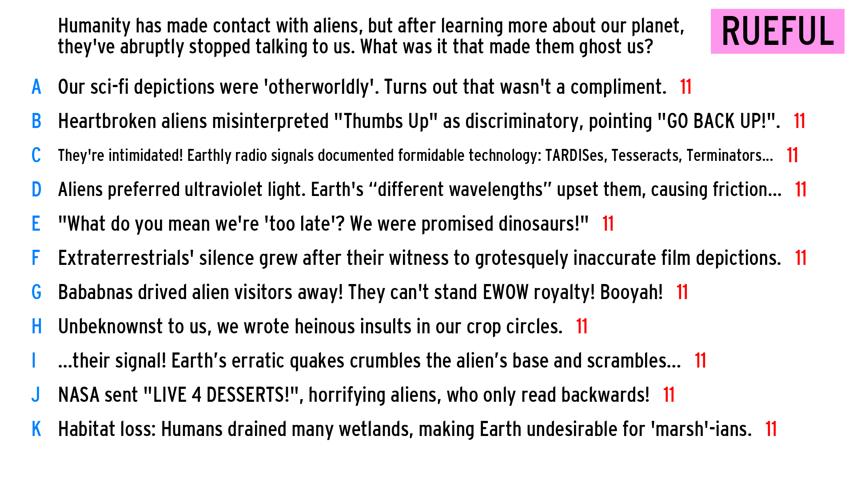 Humanity has made contact with aliens, but after learning more about our planet,
they've abruptly stopped talking to us. What was it that made them ghost us?
RUEFUL
A Our sci-fi depictions were 'otherworldly'. Turns out that wasn't a compliment. 11
B Heartbroken aliens misinterpreted "Thumbs Up" as discriminatory, pointing "GO BACK UP!". 11
C They're intimidated! Earthly radio signals documented formidable technology: TARDISes, Tesseracts, Terminators... 11
D Aliens preferred ultraviolet light. Earth's “different wavelengths” upset them, causing friction... 11
E "What do you mean we're 'too late'? We were promised dinosaurs!" 11
F Extraterrestrials' silence grew after their witness to grotesquely inaccurate film depictions. 11
G Bababnas drived alien visitors away! They can't stand EWOW royalty! Booyah! 11
H Unbeknownst to us, we wrote heinous insults in our crop circles. 11
I ...their signal! Earth’s erratic quakes crumbles the alien’s base and scrambles... 11
J NASA sent "LIVE 4 DESSERTS!", horrifying aliens, who only read backwards! 11
K Habitat loss: Humans drained many wetlands, making Earth undesirable for 'marsh'-ians. 11